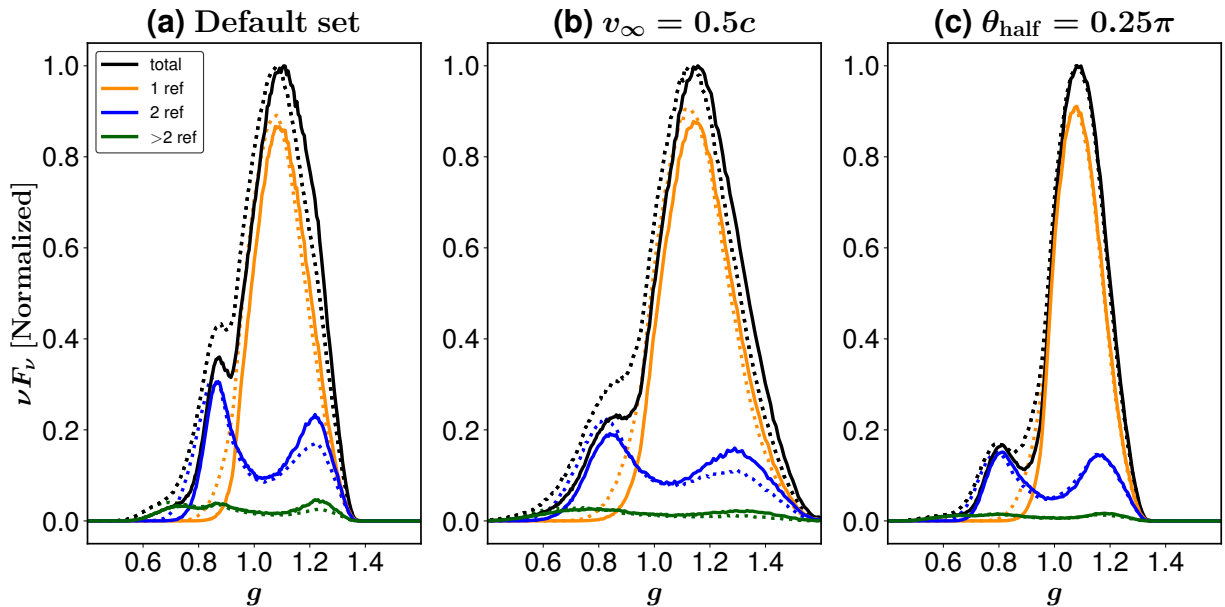 (a) Default set
(b) v∞ = 0.5c
(c) θhalf = 0.25π
total
1 ref
2 ref
>2 ref
νFν [Normalized]
1.0
0.8
0.6
0.4
0.2
0.0
0.6 0.8 1.0 1.2 1.4
g
1.0
0.8
0.6
0.4
0.2
0.0
0.6 0.8 1.0 1.2 1.4
g
1.0
0.8
0.6
0.4
0.2
0.0
0.6 0.8 1.0 1.2 1.4
g